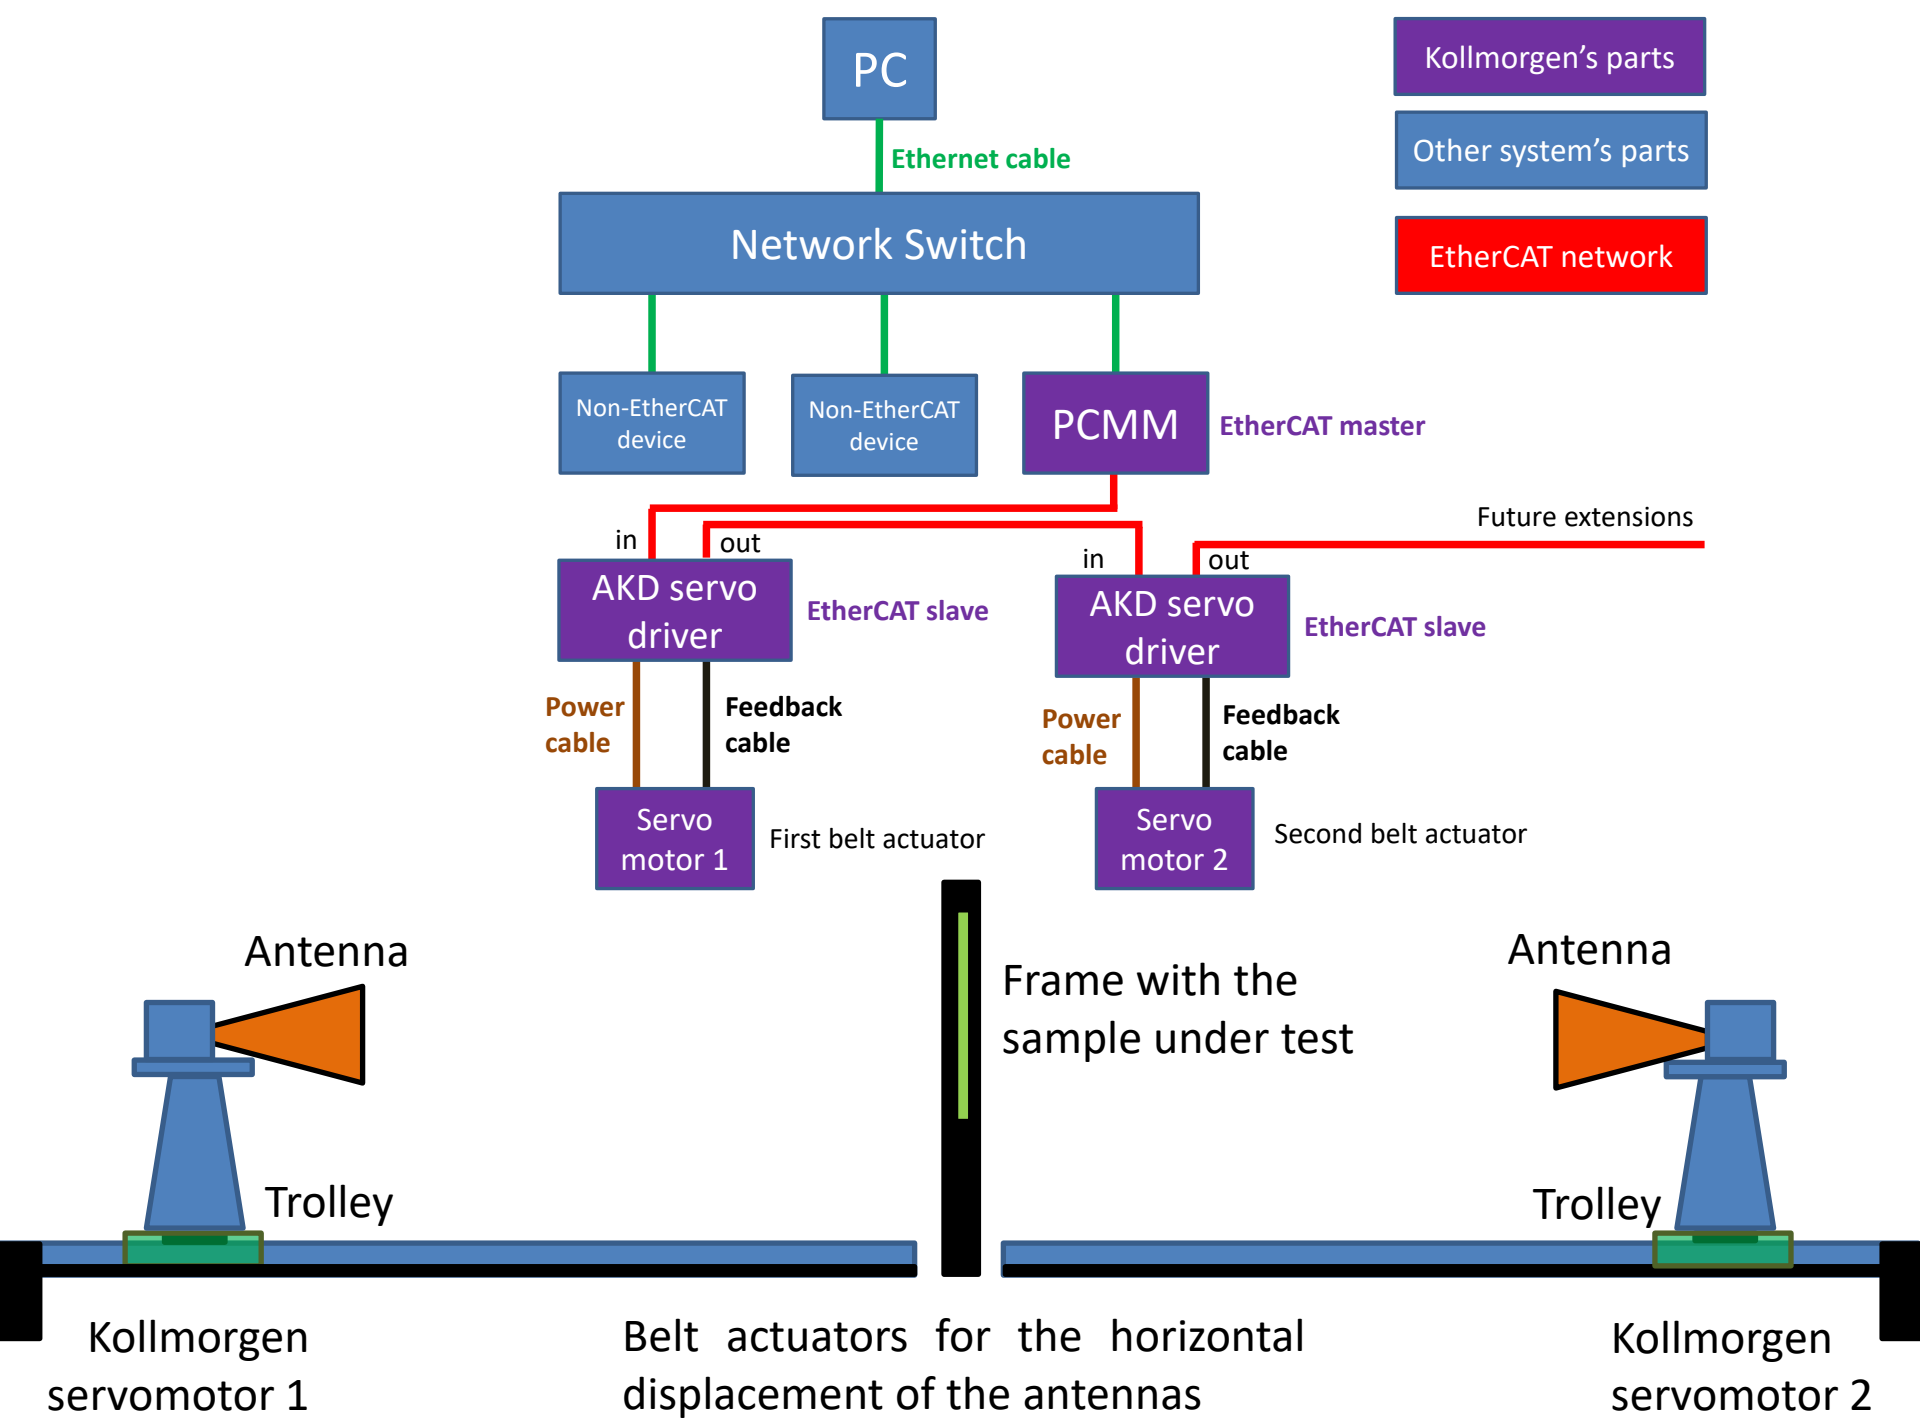 PC
Kollmorgen's parts
Ethernet cable
Other system's parts
Network Switch
EtherCAT network
Non-EtherCAT
device
Non-EtherCAT
device
PCMM
EtherCAT master
Future extensions
in
out
in
out
AKD servo
driver
EtherCAT slave
AKD servo
driver
EtherCAT slave
Power
cable
Feedback
cable
Power
cable
Feedback
cable
Servo
motor 1
First belt actuator
Servo
motor 2
Second belt actuator
Antenna
Frame with the
sample under test
Antenna
Trolley
Trolley
Kollmorgen
servomotor 1
Belt actuators for the horizontal
displacement of the antennas
Kollmorgen
servomotor 2